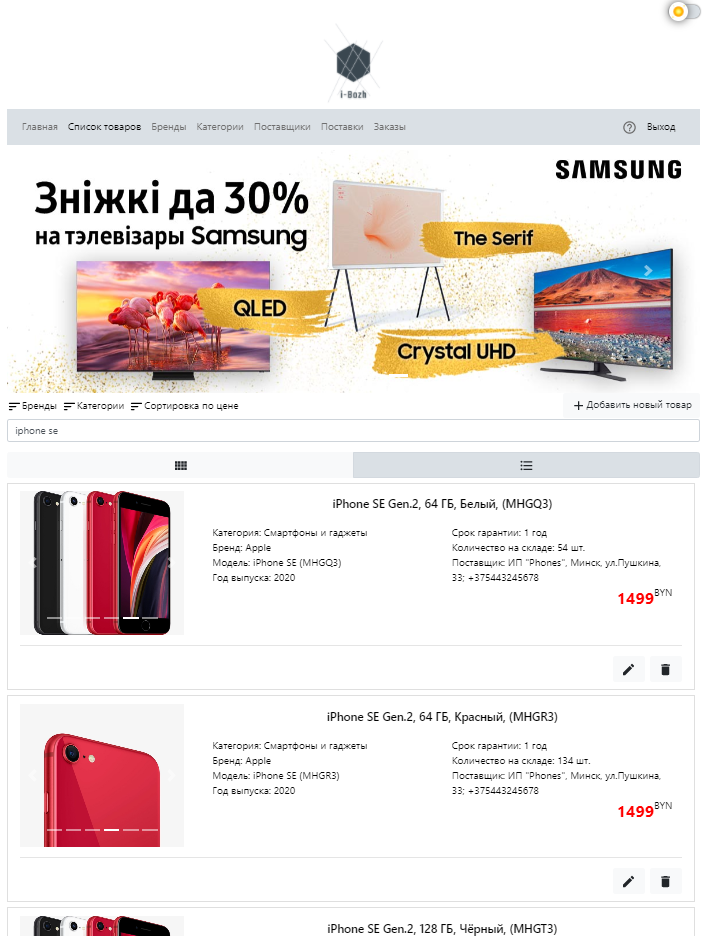 i-Bazh
Главная Список товаров Бренды Категории Поставщики Поставки Заказы Выход
SAMSUNG
Зніжкі да 30%
на тэлевізары Samsung
The Serif
QLED
Crystal UHD
Бренды Категории Сортировка по цене + Добавить новый товар
iphone se
iPhone SE Gen.2, 64 ГБ, Белый, (MHGQ3)
Категория: Смартфоны и гаджеты
Бренд: Apple
Модель: iPhone SE (MHGQ3)
Год выпуска: 2020
Срок гарантии: 1 год
Количество на складе: 54 шт.
Поставщик: ИП "Phones", Минск, ул.Пушкина,
33; +375443245678
1499BYN
iPhone SE Gen.2, 64 ГБ, Красный, (MHGR3)
Категория: Смартфоны и гаджеты
Бренд: Apple
Модель: iPhone SE (MHGR3)
Год выпуска: 2020
Срок гарантии: 1 год
Количество на складе: 134 шт.
Поставщик: ИП "Phones", Минск, ул.Пушкина,
33; +375443245678
1499BYN
iPhone SE Gen.2, 128 ГБ, Чёрный, (MHGT3)